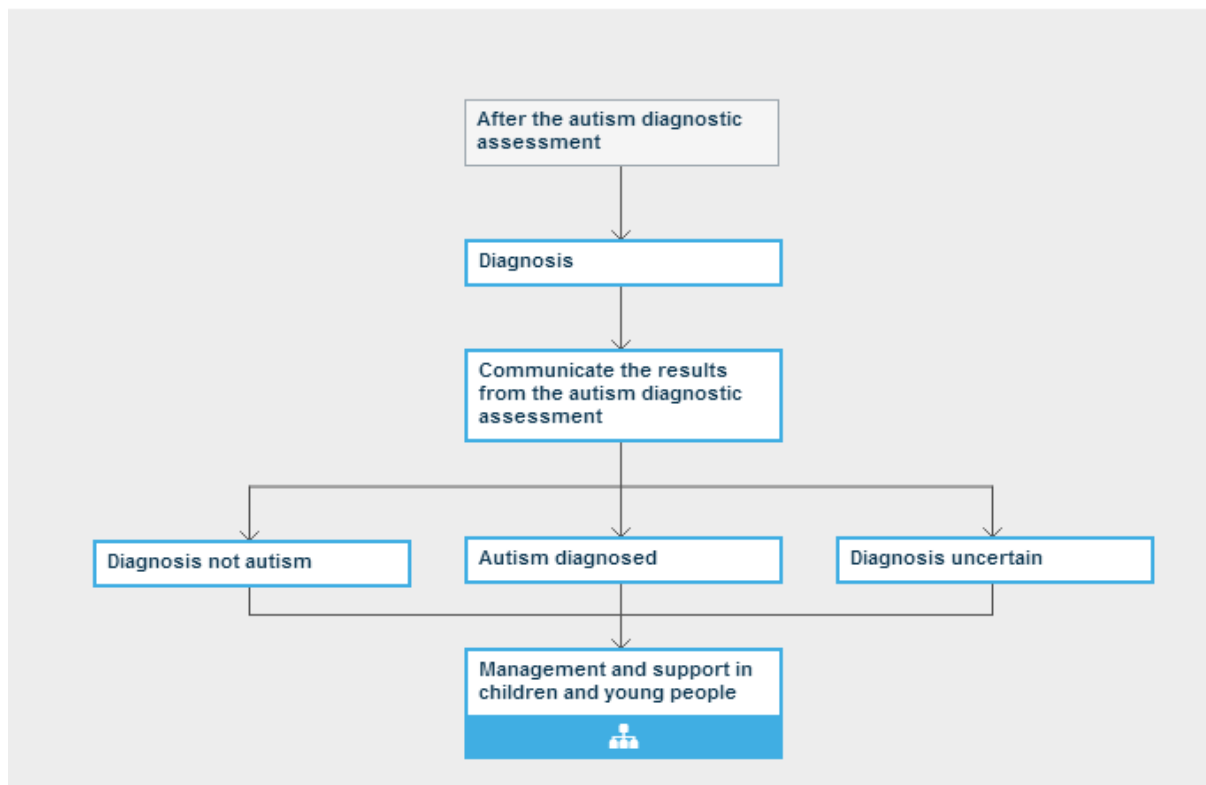 After the autism diagnostic
assessment
Diagnosis
Communicate the results
from the autism diagnostic
assessment
Diagnosis not autism
Autism diagnosed
Diagnosis uncertain
Management and support in
children and young people